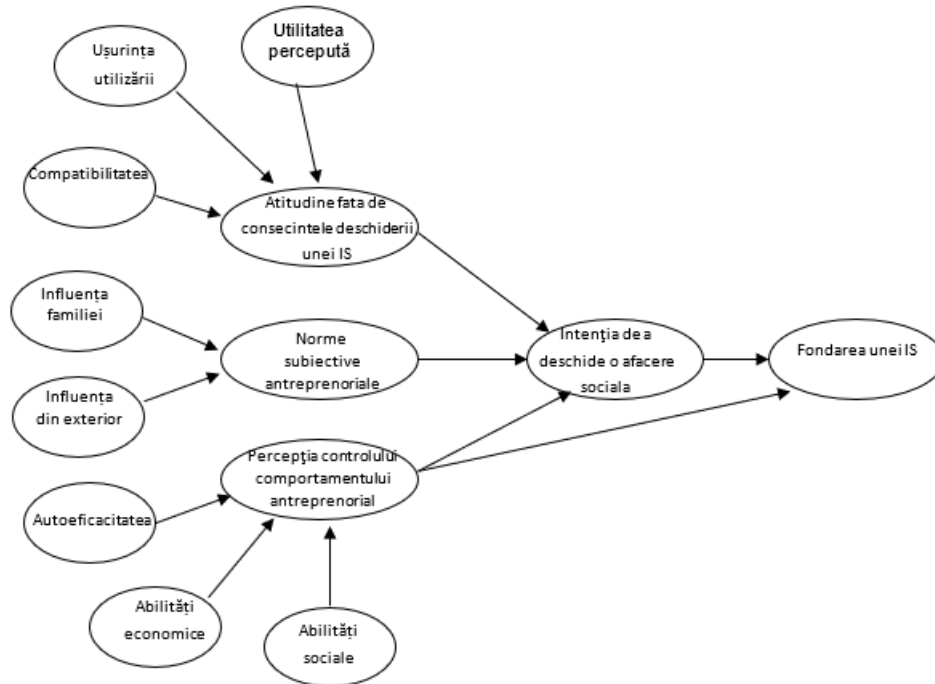 Ușurința
utilizării
Utilitatea
percepută
Compatibilitatea
Atitudine fata de
consecintele deschiderii
unei IS
Influența
familiei
Norme
subiective
antreprenoriale
Intenţia de a
deschide o afacere
sociala
Fondarea unei IS
Influența
din exterior
Percepţia controlului
comportamentului
antreprenorial
Autoeficacitatea
Abilități
economice
Abilități
sociale